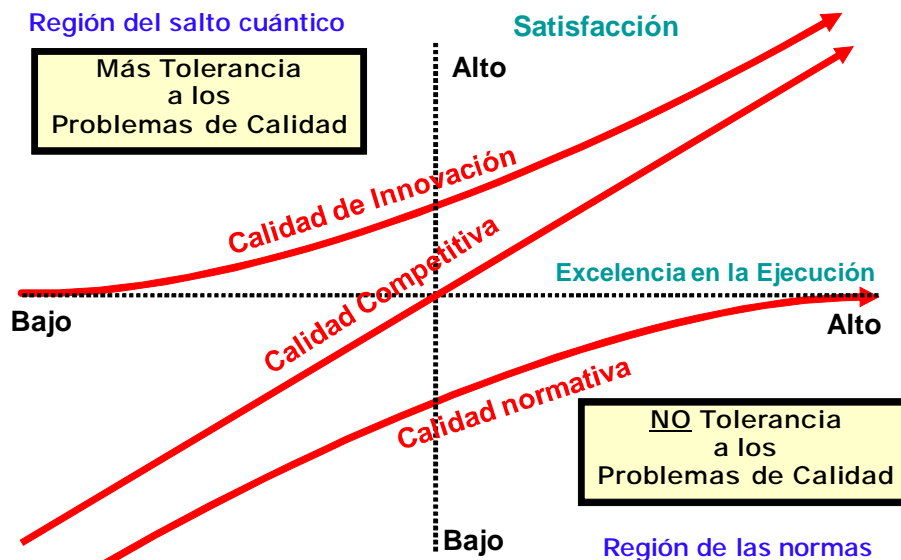 Región del salto cuántico
Satisfacción
Más Tolerancia
a los
Problemas de Calidad
Alto
Calidad de Innovación
Calidad Competitiva
Excelencia en la Ejecución
Bajo
Alto
Calidad normativa
NO Tolerancia
a los
Problemas de Calidad
Bajo
Región de las normas